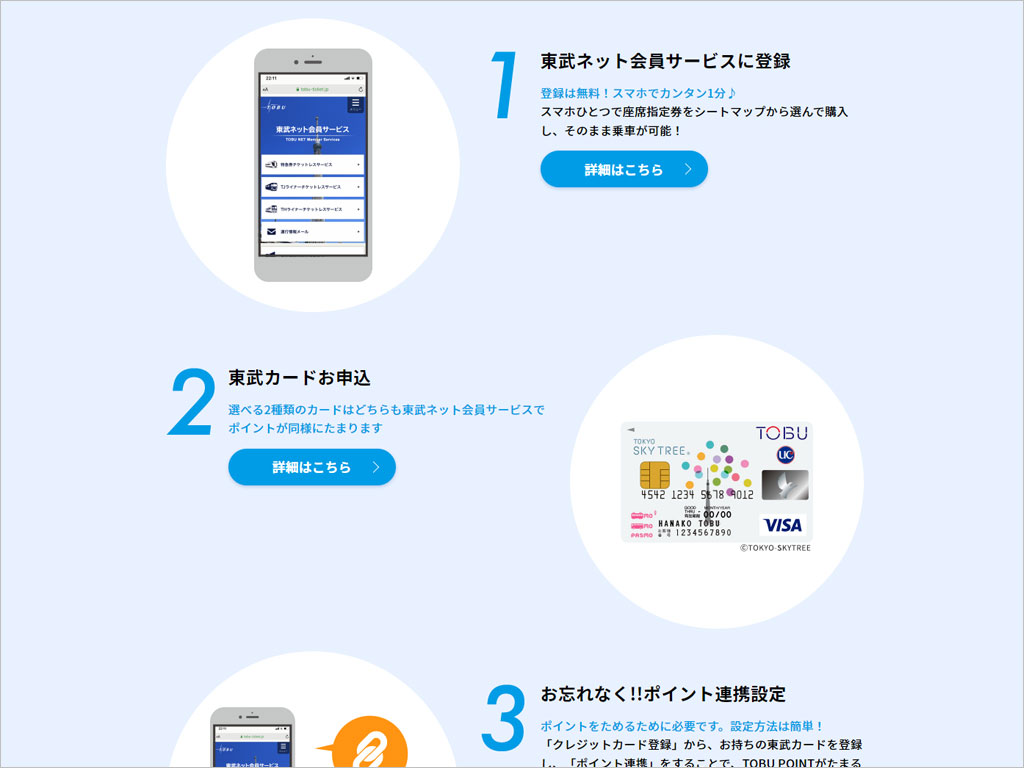 22:11
AA
tobu-ticket.jp
TOBU
東武ネット会員サービス
TOBU NET Member Services
特急券チケットレスサービス
TJライナーチケットレスサービス
THライナーチケットレスサービス
運行情報メール
1
東武ネット会員サービスに登録
登録は無料！スマホでカンタン1分♪
スマホひとつで座席指定券をシートマップから選んで購入
し、そのまま乗車が可能！
詳細はこちら
2
東武カードお申込
選べる2種類のカードはどちらも東武ネット会員サービスで
ポイントが同様にたまります
詳細はこちら
TOKYO
SKYTREE®
TOBU
UC
4542 1234 5678 9012
GOOD THRU
MONTH/YEAR
00/00
HANAKO TOBU
1234567890
PASMO
VISA
©TOKYO-SKYTREE
3
お忘れなく!!ポイント連携設定
ポイントをためるために必要です。設定方法は簡単！
「クレジットカード登録」から、お持ちの東武カードを登録
し、「ポイント連携」をすることで、TOBU POINTがたまる
22:11
tobu-ticket.jp
TOBU
東武ネット会員サービス